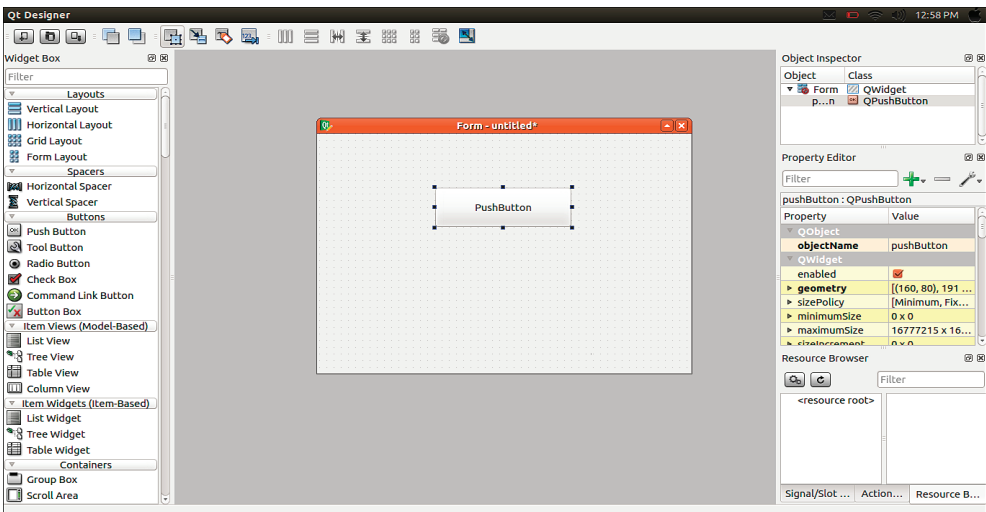 Qt Designer
12:58 PM
Widget Box
Filter
Layouts
Vertical Layout
Horizontal Layout
Grid Layout
Form Layout
Spacers
Horizontal Spacer
Vertical Spacer
Buttons
Push Button
Tool Button
Radio Button
Check Box
Command Link Button
Button Box
Item Views (Model-Based)
List View
Tree View
Table View
Column View
Item Widgets (Item-Based)
List Widget
Tree Widget
Table Widget
Containers
Group Box
Scroll Area
Form - untitled*
PushButton
Object Inspector
Object Class
Form QWidget
p...n QPushButton
Property Editor
Filter
pushButton : QPushButton
Property Value
QObject
objectName pushButton
QWidget
enabled
geometry [(160, 80), 191 ...
sizePolicy [Minimum, Fix...
minimumSize 0 x 0
maximumSize 16777215 x 16...
sizeIncrement 0 x 0
Resource Browser
Filter
<resource root>
Signal/Slot ... Action... Resource B...